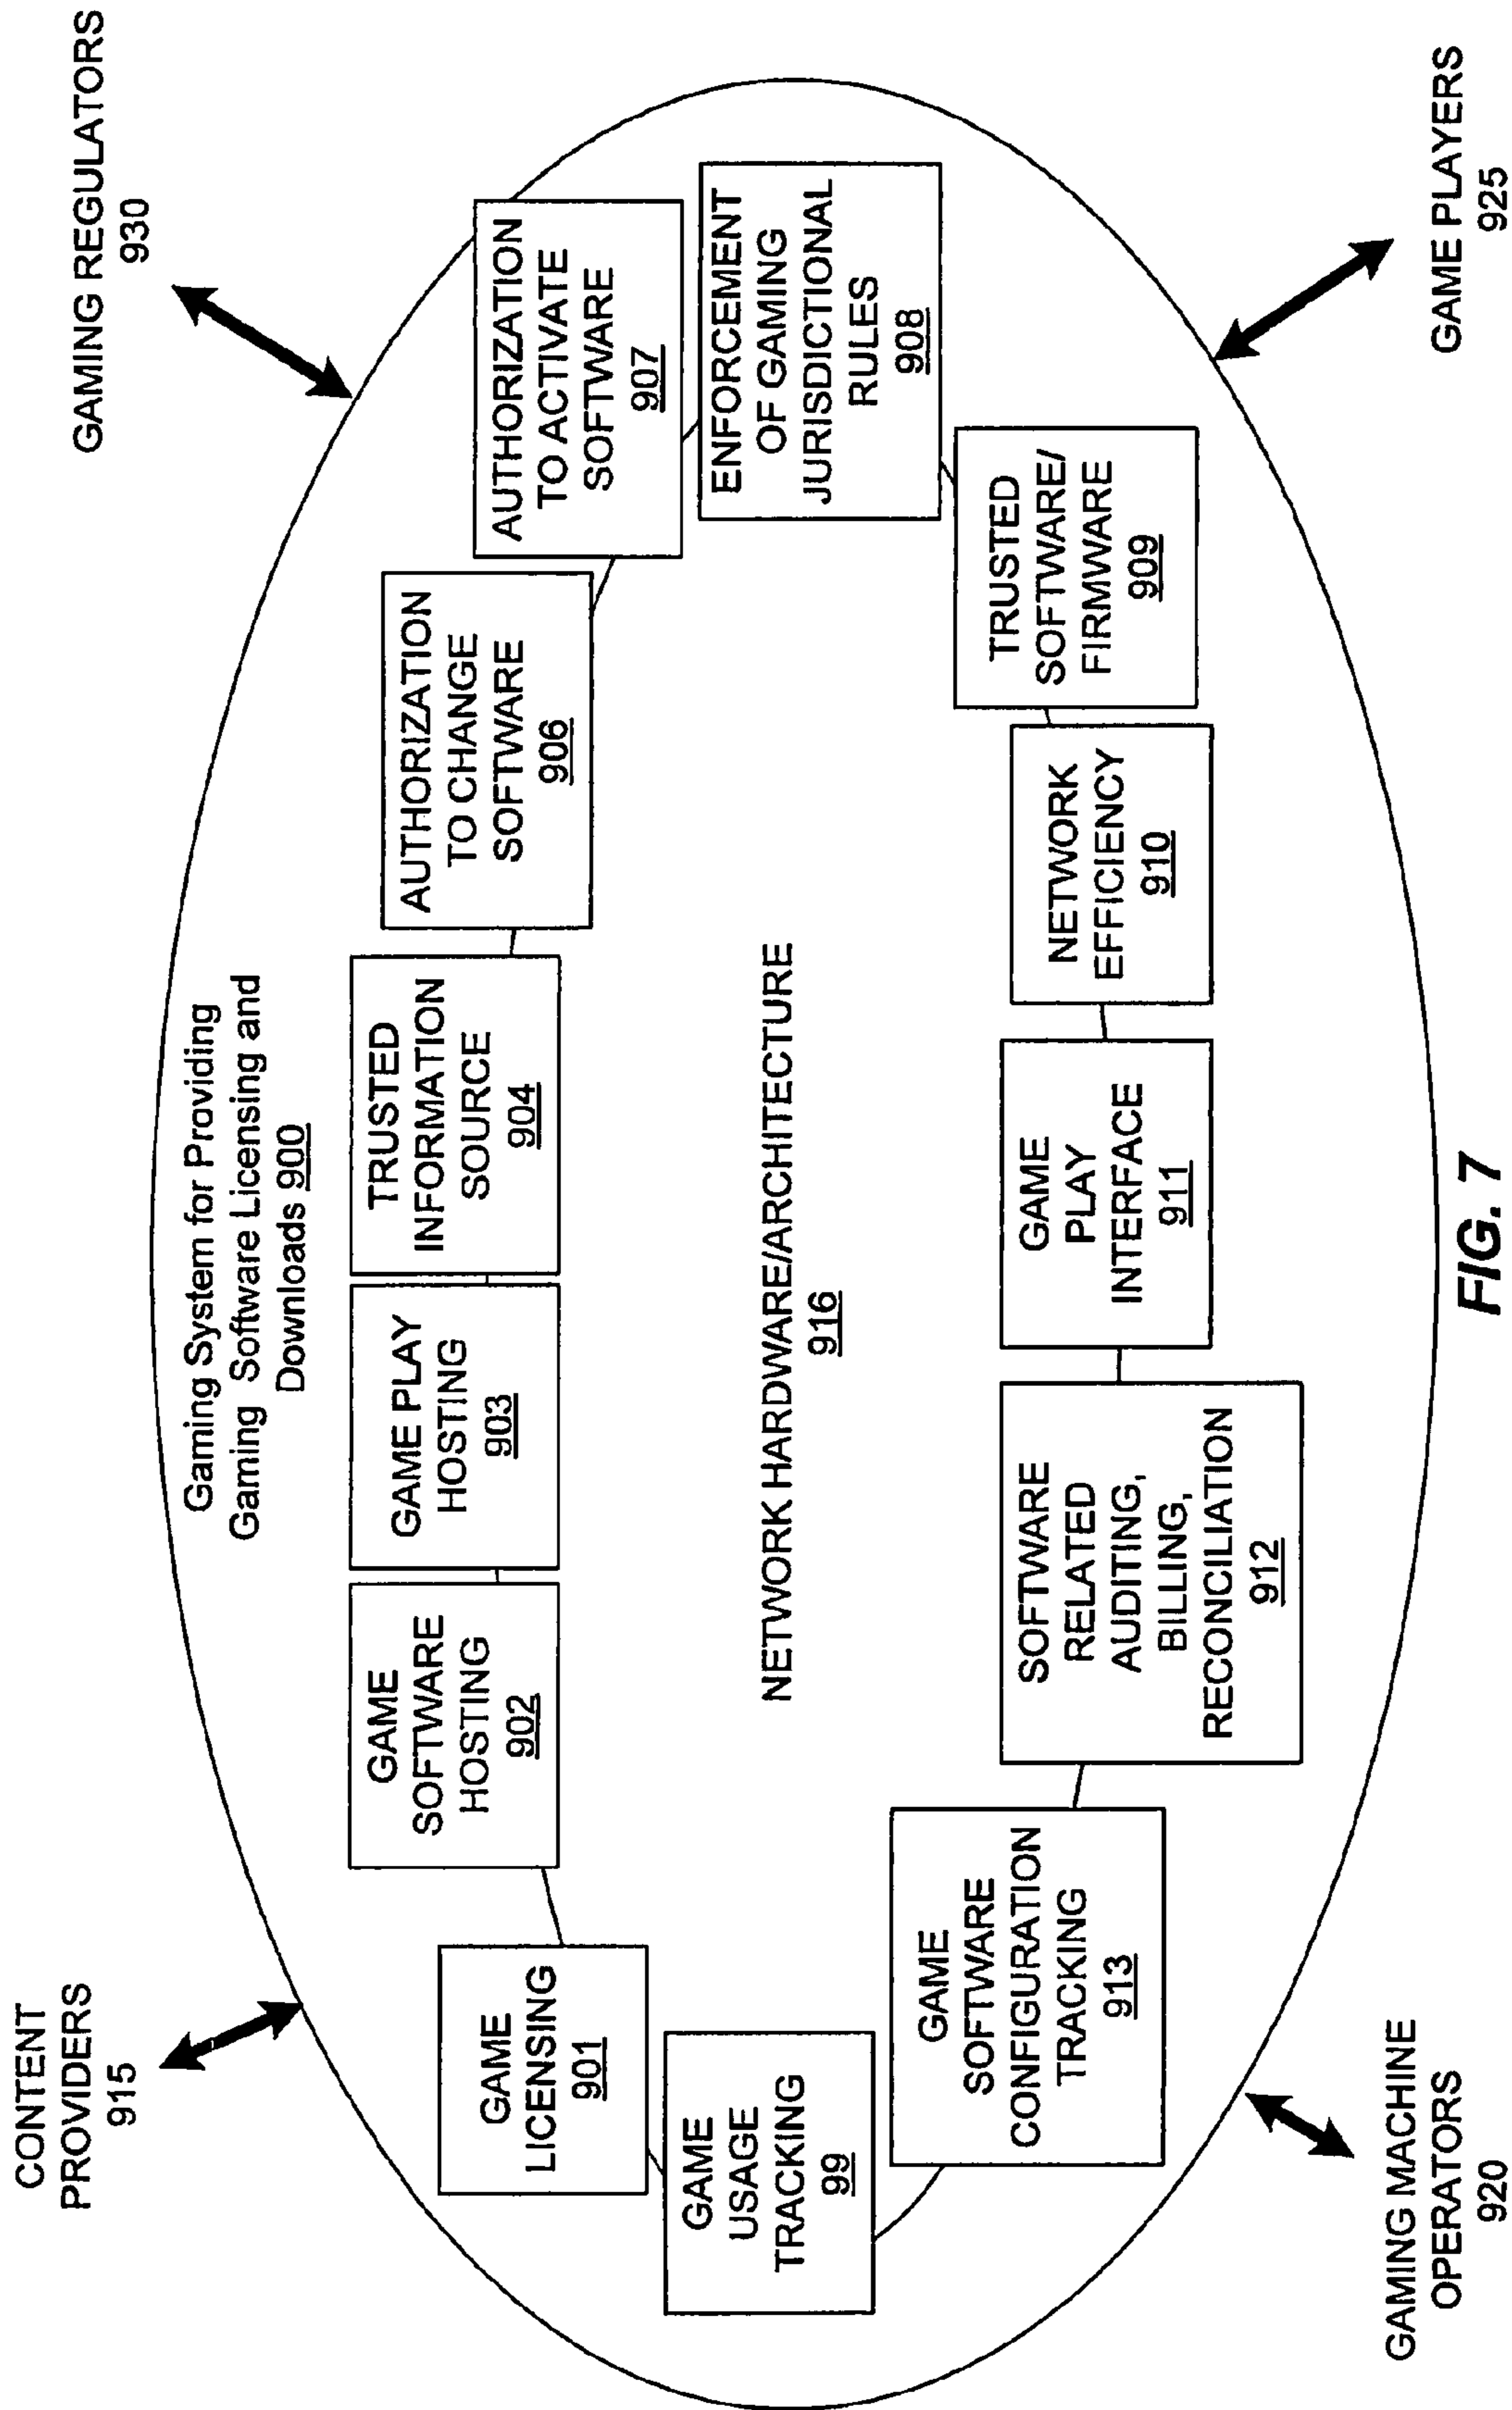 CONTENT
PROVIDERS
915
GAMING REGULATORS
930
Gaming System for Providing
Gaming Software Licensing and
Downloads 900
GAME
LICENSING
901
GAME
SOFTWARE
HOSTING
902
GAME PLAY
HOSTING
903
TRUSTED
INFORMATION
SOURCE
904
AUTHORIZATION
TO CHANGE
SOFTWARE
906
AUTHORIZATION
TO ACTIVATE
SOFTWARE
907
GAME
USAGE
TRACKING
99
NETWORK HARDWARE/ARCHITECTURE
916
ENFORCEMENT
OF GAMING
JURISDICTIONAL
RULES
908
GAME
SOFTWARE
CONFIGURATION
TRACKING
913
SOFTWARE
RELATED
AUDITING,
BILLING,
RECONCILIATION
912
GAME
PLAY
INTERFACE
911
NETWORK
EFFICIENCY
910
TRUSTED
SOFTWARE/
FIRMWARE
909
GAMING MACHINE
OPERATORS
920
GAME PLAYERS
925
FIG. 7